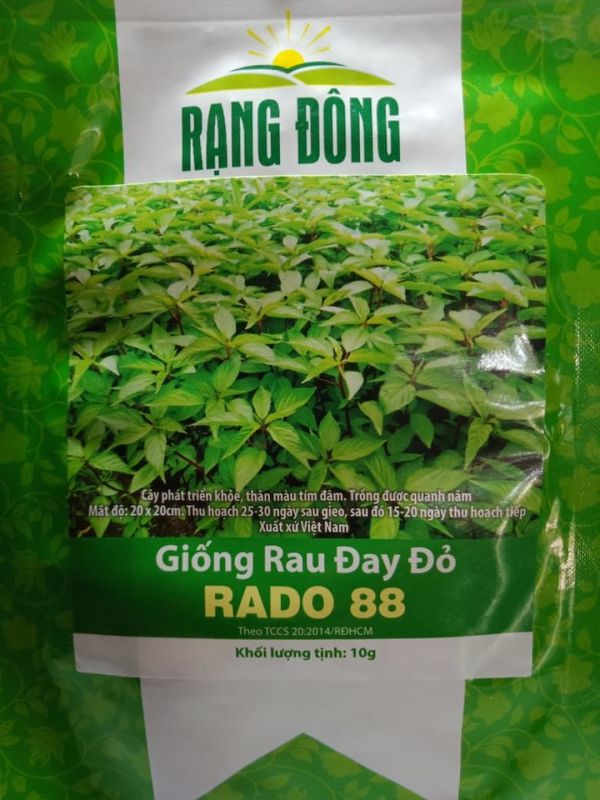 RẠNG ĐÔNG
Cây phát triển khỏe, thân màu tím đậm. Trồng được quanh năm
Mật độ: 20 x 20cm. Thu hoạch 25-30 ngày sau gieo, sau đó 15-20 ngày thu hoạch tiếp
Xuất xứ Việt Nam
Giống Rau Đay Đỏ
RADO 88
Theo TCCS 20:2014/RĐHCM
Khối lượng tịnh: 10g